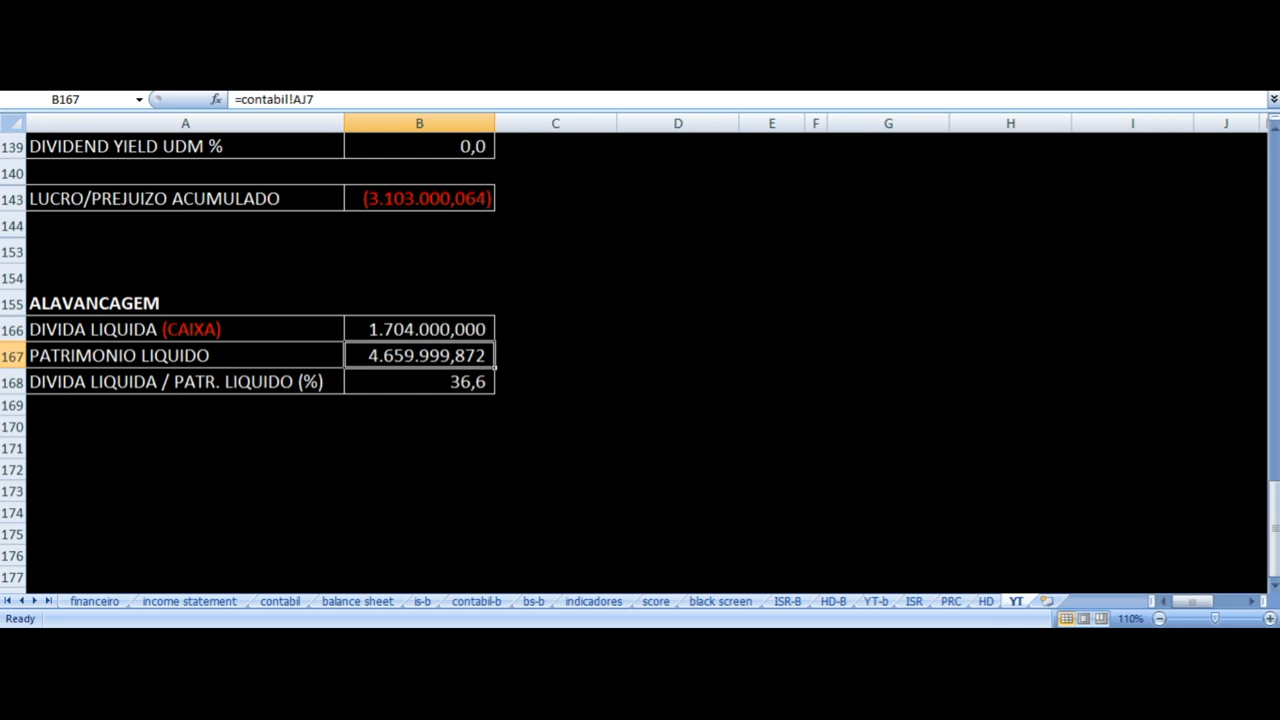 B167 fx =contabil!AJ7
A B C D E F G H I J
139 DIVIDEND YIELD UDM % 0,0
140
143 LUCRO/PREJUIZO ACUMULADO (3.103.000,064)
144
153
154
155 ALAVANCAGEM
166 DIVIDA LIQUIDA (CAIXA) 1.704.000,000
167 PATRIMONIO LIQUIDO 4.659.999,872
168 DIVIDA LIQUIDA / PATR. LIQUIDO (%) 36,6
169
170
171
172
173
174
175
176
177
financeiro income statement contabil balance sheet is-b contabil-b bs-b indicadores score black screen ISR-B HD-B YT-b ISR PRC HD YT
Ready 110%